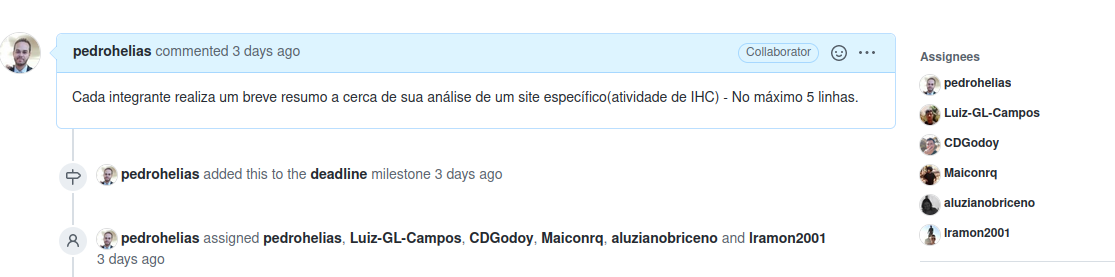 pedrohelias commented 3 days ago
Collaborator
Cada integrante realiza um breve resumo a cerca de sua análise de um site específico(atividade de IHC) - No máximo 5 linhas.
pedrohelias added this to the deadline milestone 3 days ago
pedrohelias assigned pedrohelias, Luiz-GL-Campos, CDGodoy, Maiconrq, aluzianobriceno and lramon2001
3 days ago
Assignees
pedrohelias
Luiz-GL-Campos
CDGodoy
Maiconrq
aluzianobriceno
lramon2001